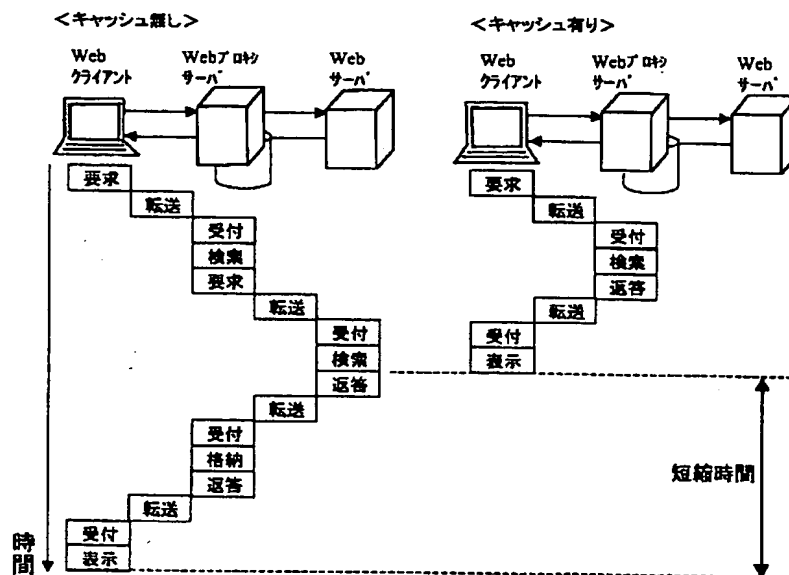 <キャッシュ無し>
Web
クライアント
Webプロキシ
サーバ
Web
サーバ
要求
転送
受付
検索
要求
転送
受付
検索
返答
転送
受付
格納
返答
転送
受付
表示
時間
<キャッシュ有り>
Web
クライアント
Webプロキシ
サーバ
Web
サーバ
要求
転送
受付
検索
返答
転送
受付
表示
短縮時間